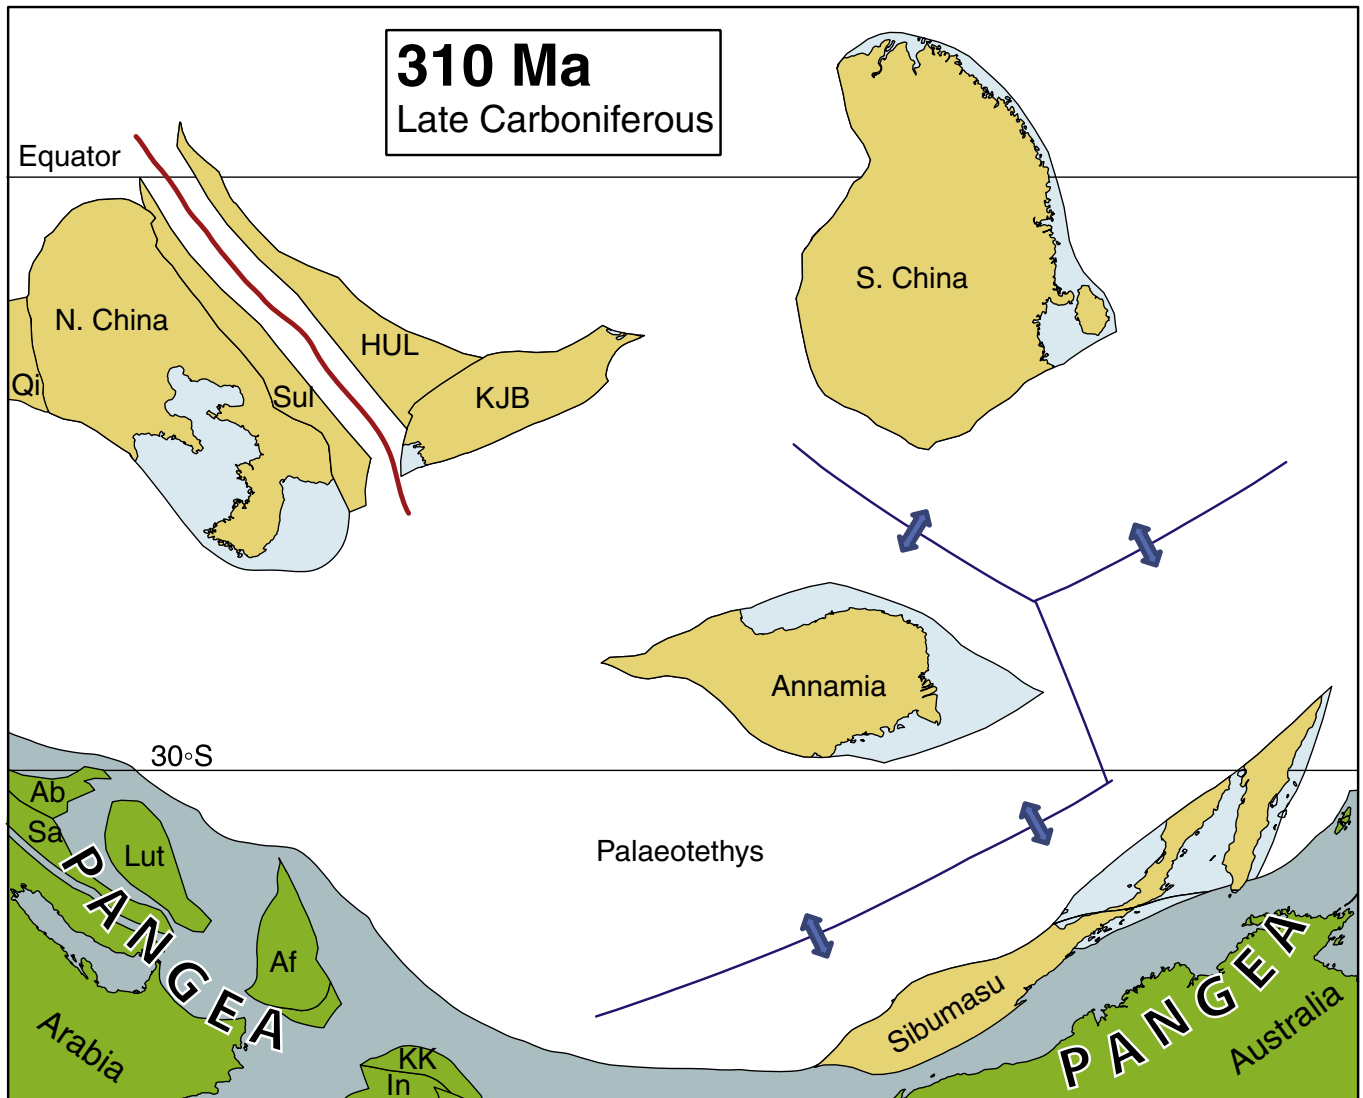 310 Ma
Late Carboniferous
Equator
S. China
N. China
HUL
Qi
Sul
KJB
Annamia
30°S
Ab
Sa
Lut
Palaeotethys
PANGEA
Af
Sibumasu
PANGEA
Australia
Arabia
KK
In